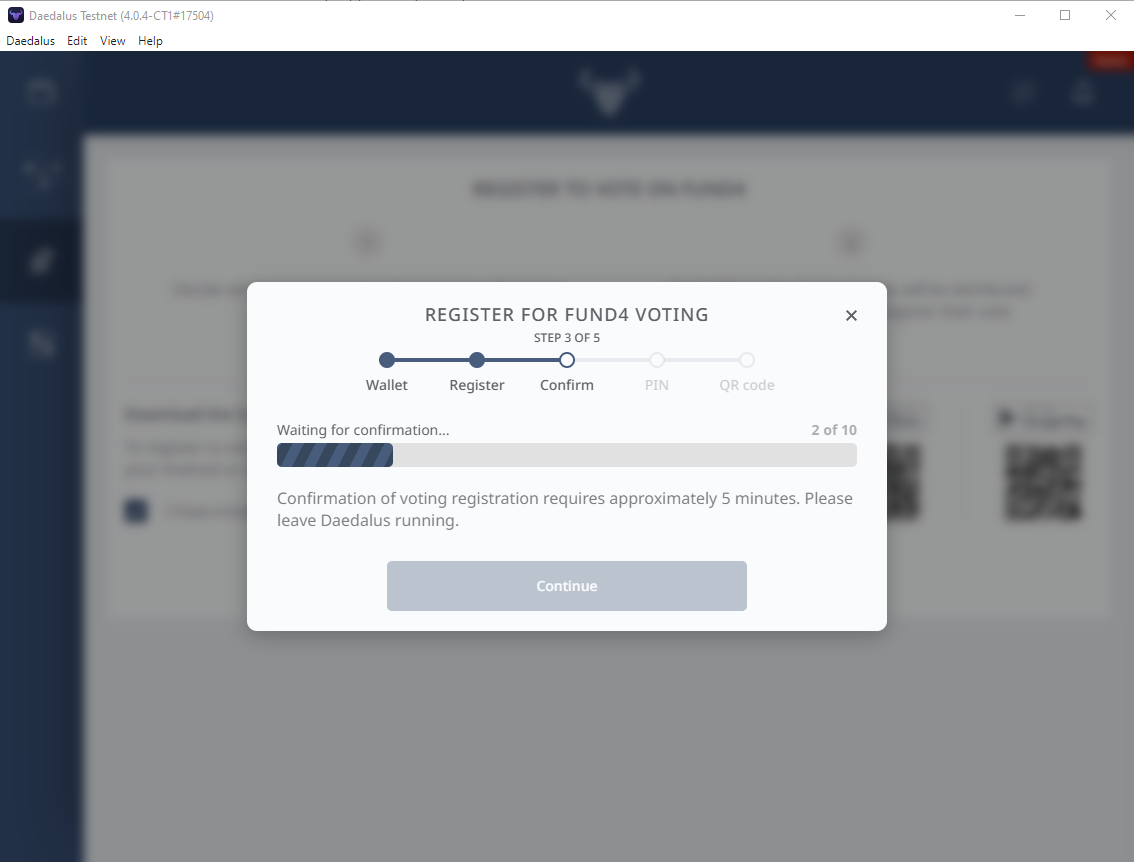 Daedalus Testnet (4.0.4-CT1#17504)
Daedalus Edit View Help
REGISTER TO VOTE ON FUND4
REGISTER FOR FUND4 VOTING
STEP 3 OF 5
Wallet Register Confirm PIN QR code
Waiting for confirmation... 2 of 10
Confirmation of voting registration requires approximately 5 minutes. Please
leave Daedalus running.
Continue